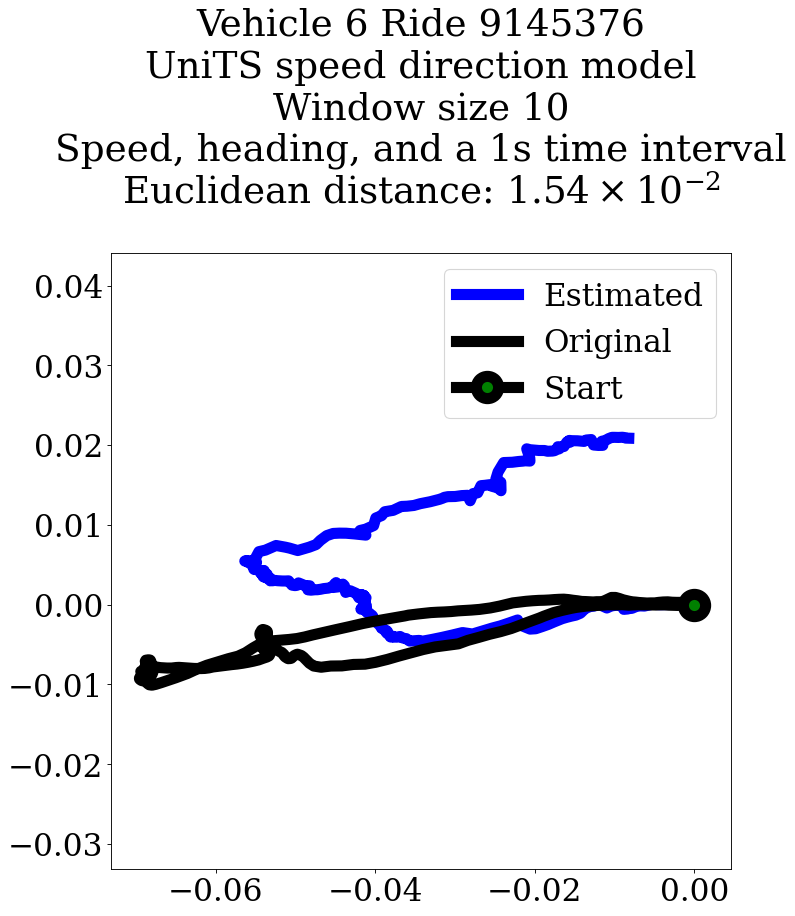 Vehicle 6 Ride 9145376
UniTS speed direction model
Window size 10
Speed, heading, and a 1s time interval
Euclidean distance: 1.54 × 10⁻²
Estimated
Original
Start
0.04
0.03
0.02
0.01
0.00
−0.01
−0.02
−0.03
−0.06 −0.04 −0.02 0.00